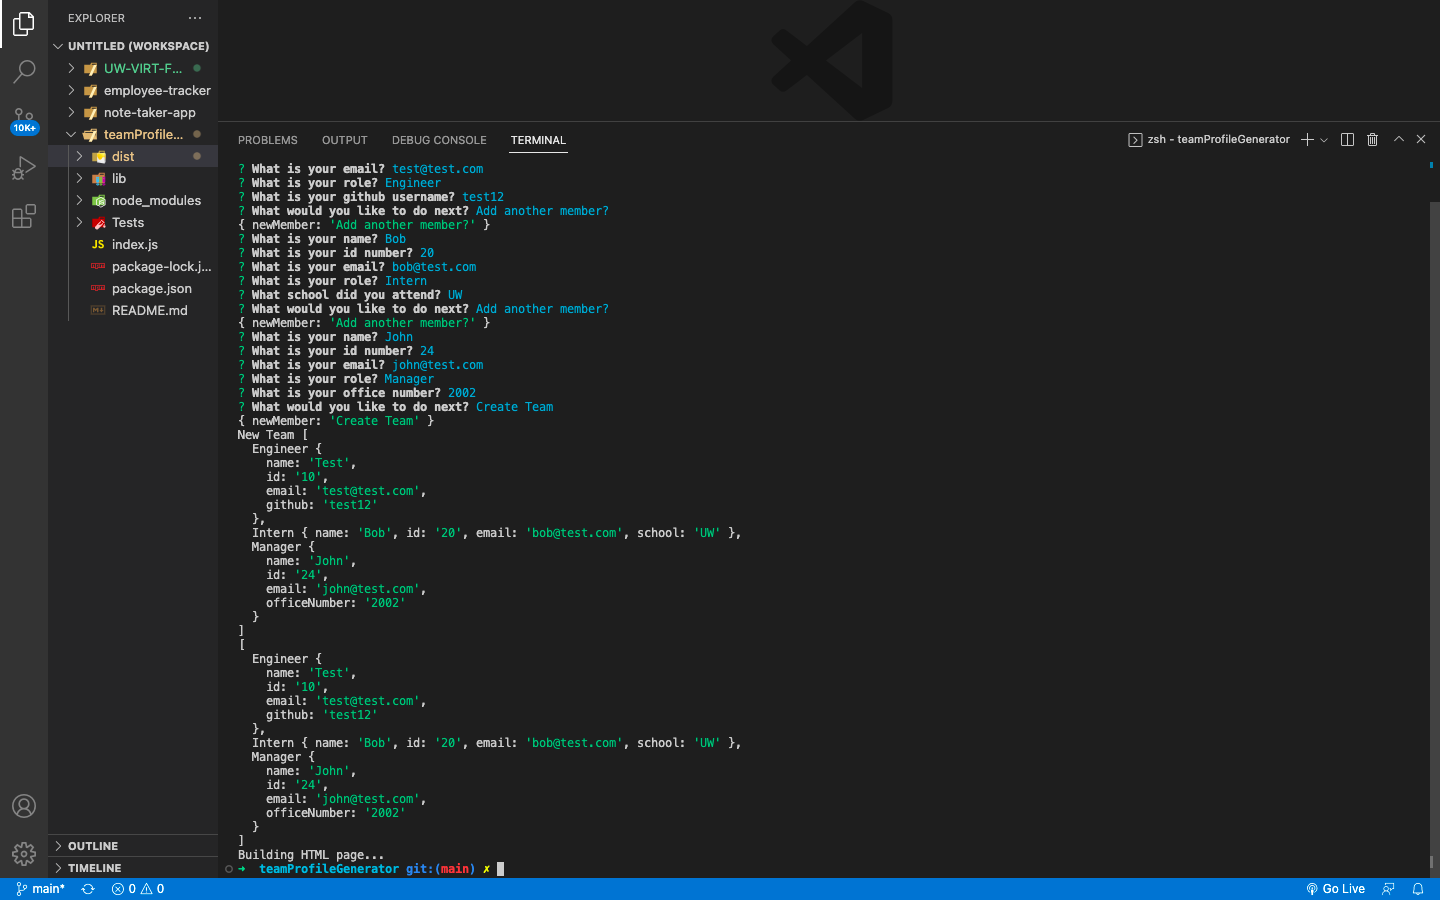 EXPLORER ...
UNTITLED (WORKSPACE)
UW-VIRT-F...
employee-tracker
note-taker-app
teamProfile...
dist
lib
node_modules
Tests
JS index.js
package-lock.j...
package.json
README.md
OUTLINE
TIMELINE
10K+
PROBLEMS OUTPUT DEBUG CONSOLE TERMINAL
zsh - teamProfileGenerator
? What is your email? test@test.com
? What is your role? Engineer
? What is your github username? test12
? What would you like to do next? Add another member?
{ newMember: 'Add another member?' }
? What is your name? Bob
? What is your id number? 20
? What is your email? bob@test.com
? What is your role? Intern
? What school did you attend? UW
? What would you like to do next? Add another member?
{ newMember: 'Add another member?' }
? What is your name? John
? What is your id number? 24
? What is your email? john@test.com
? What is your role? Manager
? What is your office number? 2002
? What would you like to do next? Create Team
{ newMember: 'Create Team' }
New Team [
  Engineer {
    name: 'Test',
    id: '10',
    email: 'test@test.com',
    github: 'test12'
  },
  Intern { name: 'Bob', id: '20', email: 'bob@test.com', school: 'UW' },
  Manager {
    name: 'John',
    id: '24',
    email: 'john@test.com',
    officeNumber: '2002'
  }
]
[
  Engineer {
    name: 'Test',
    id: '10',
    email: 'test@test.com',
    github: 'test12'
  },
  Intern { name: 'Bob', id: '20', email: 'bob@test.com', school: 'UW' },
  Manager {
    name: 'John',
    id: '24',
    email: 'john@test.com',
    officeNumber: '2002'
  }
]
Building HTML page...
➜ teamProfileGenerator git:(main) ✗
main* 0 0 Go Live